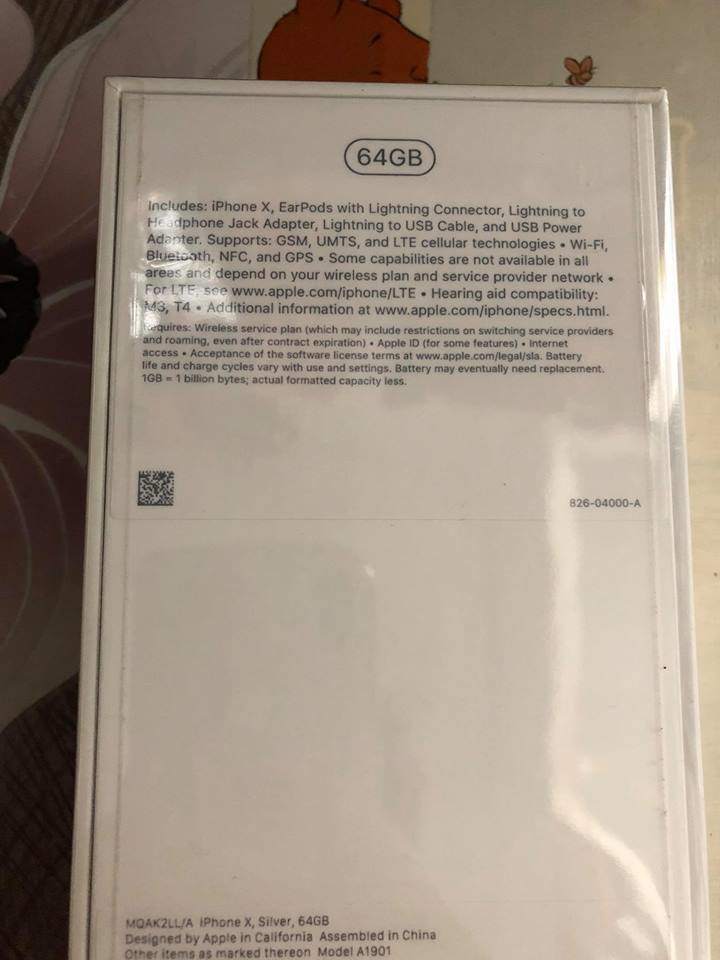 64GB
Includes: iPhone X, EarPods with Lightning Connector, Lightning to
Headphone Jack Adapter, Lightning to USB Cable, and USB Power
Adapter. Supports: GSM, UMTS, and LTE cellular technologies • Wi-Fi,
Bluetooth, NFC, and GPS • Some capabilities are not available in all
areas and depend on your wireless plan and service provider network •
For LTE, see www.apple.com/iphone/LTE • Hearing aid compatibility:
M3, T4 • Additional information at www.apple.com/iphone/specs.html.
Requires: Wireless service plan (which may include restrictions on switching service providers
and roaming, even after contract expiration) • Apple ID (for some features) • Internet
access • Acceptance of the software license terms at www.apple.com/legal/sla. Battery
life and charge cycles vary with use and settings. Battery may eventually need replacement.
1GB = 1 billion bytes; actual formatted capacity less.
826-04000-A
MQAK2LL/A iPhone X, Silver, 64GB
Designed by Apple in California Assembled in China
Other items as marked thereon Model A1901